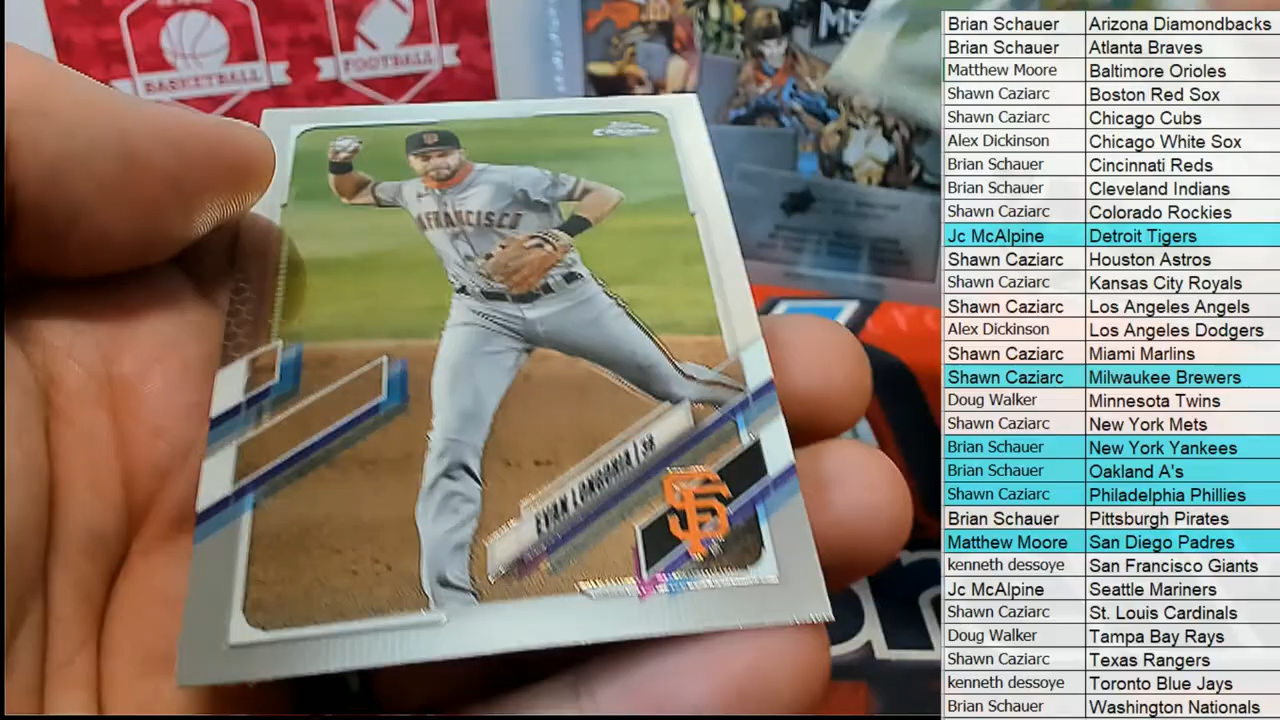 BASKETBALL
FOOTBALL
Topps
Chrome
FRANCISCO
EVAN LONGORIA | SF
SF
Brian Schauer Arizona Diamondbacks
Brian Schauer Atlanta Braves
Matthew Moore Baltimore Orioles
Shawn Caziarc Boston Red Sox
Shawn Caziarc Chicago Cubs
Alex Dickinson Chicago White Sox
Brian Schauer Cincinnati Reds
Brian Schauer Cleveland Indians
Shawn Caziarc Colorado Rockies
Jc McAlpine Detroit Tigers
Shawn Caziarc Houston Astros
Shawn Caziarc Kansas City Royals
Shawn Caziarc Los Angeles Angels
Alex Dickinson Los Angeles Dodgers
Shawn Caziarc Miami Marlins
Shawn Caziarc Milwaukee Brewers
Doug Walker Minnesota Twins
Shawn Caziarc New York Mets
Brian Schauer New York Yankees
Brian Schauer Oakland A's
Shawn Caziarc Philadelphia Phillies
Brian Schauer Pittsburgh Pirates
Matthew Moore San Diego Padres
kenneth dessoye San Francisco Giants
Jc McAlpine Seattle Mariners
Shawn Caziarc St. Louis Cardinals
Doug Walker Tampa Bay Rays
Shawn Caziarc Texas Rangers
kenneth dessoye Toronto Blue Jays
Brian Schauer Washington Nationals